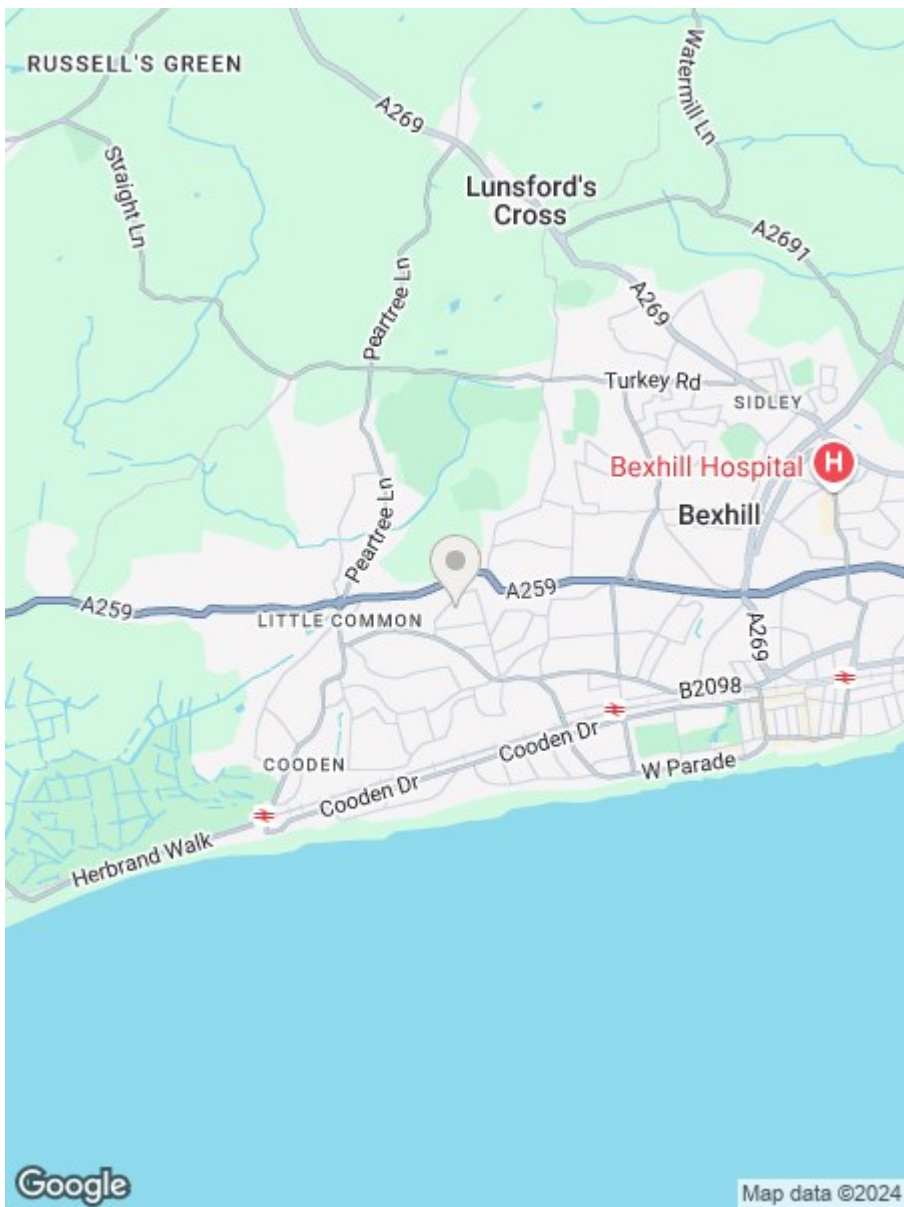 RUSSELL'S GREEN
Watermill Ln
A269
Straight Ln
Lunsford's
Cross
A2691
Peartree Ln
A269
Turkey Rd
SIDLEY
Bexhill Hospital
H
Bexhill
Peartree Ln
A259
A259
LITTLE COMMON
A269
B2098
Cooden Dr
COODEN
W Parade
Cooden Dr
Herbrand Walk
Google
Map data ©2024